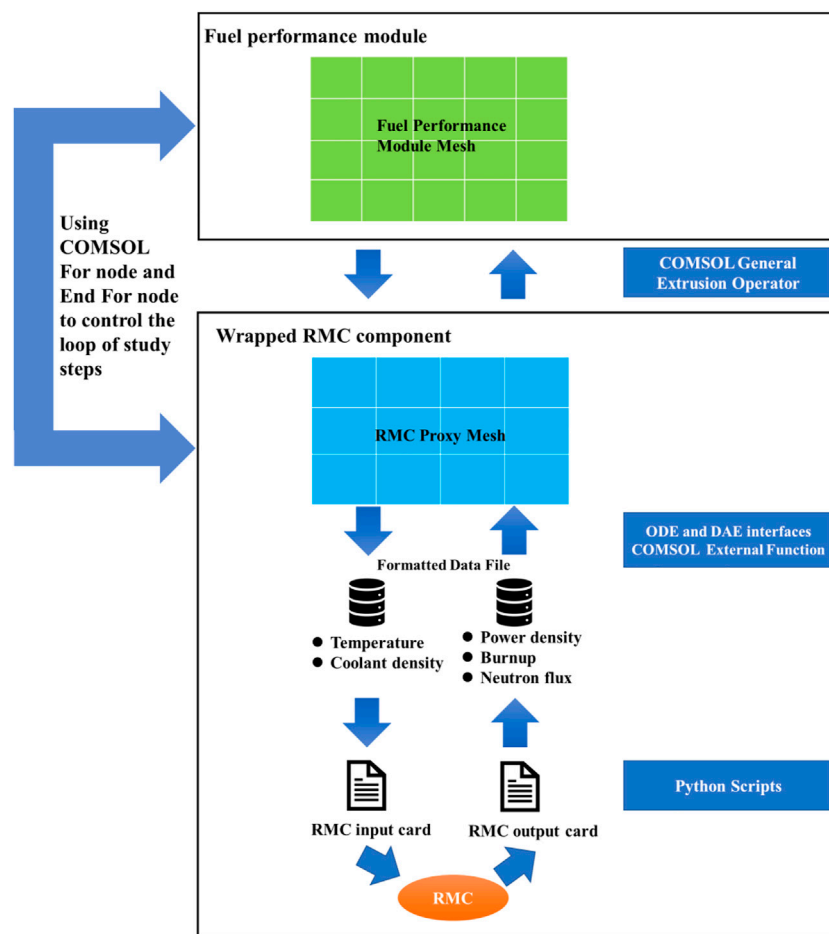 Fuel performance module
Fuel Performance
Module Mesh
Using
COMSOL
For node and
End For node
to control the
loop of study
steps
COMSOL General
Extrusion Operator
Wrapped RMC component
RMC Proxy Mesh
ODE and DAE interfaces
COMSOL External Function
Formatted Data File
● Temperature
● Coolant density
● Power density
● Burnup
● Neutron flux
Python Scripts
RMC input card
RMC output card
RMC